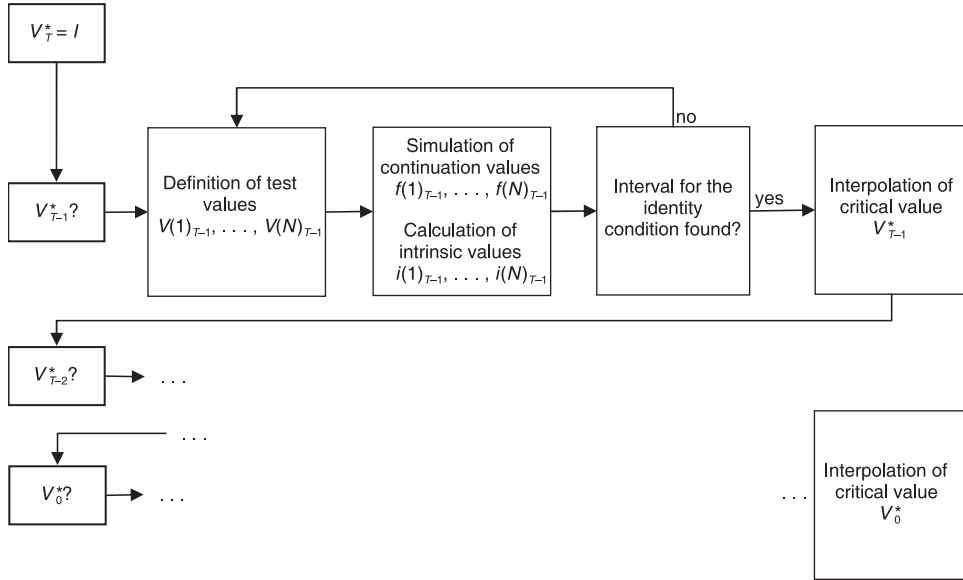 V*T = I
no
V*T–1?
Definition of test
values
V(1)T–1, . . . , V(N)T–1
Simulation of
continuation values
f(1)T–1, . . . , f(N)T–1
Calculation of
intrinsic values
i(1)T–1, . . . , i(N)T–1
Interval for the
identity
condition found?
yes
Interpolation of
critical value
V*T–1
V*T–2?
. . .
. . .
V*0?
. . .
. . .
Interpolation of
critical value
V*0